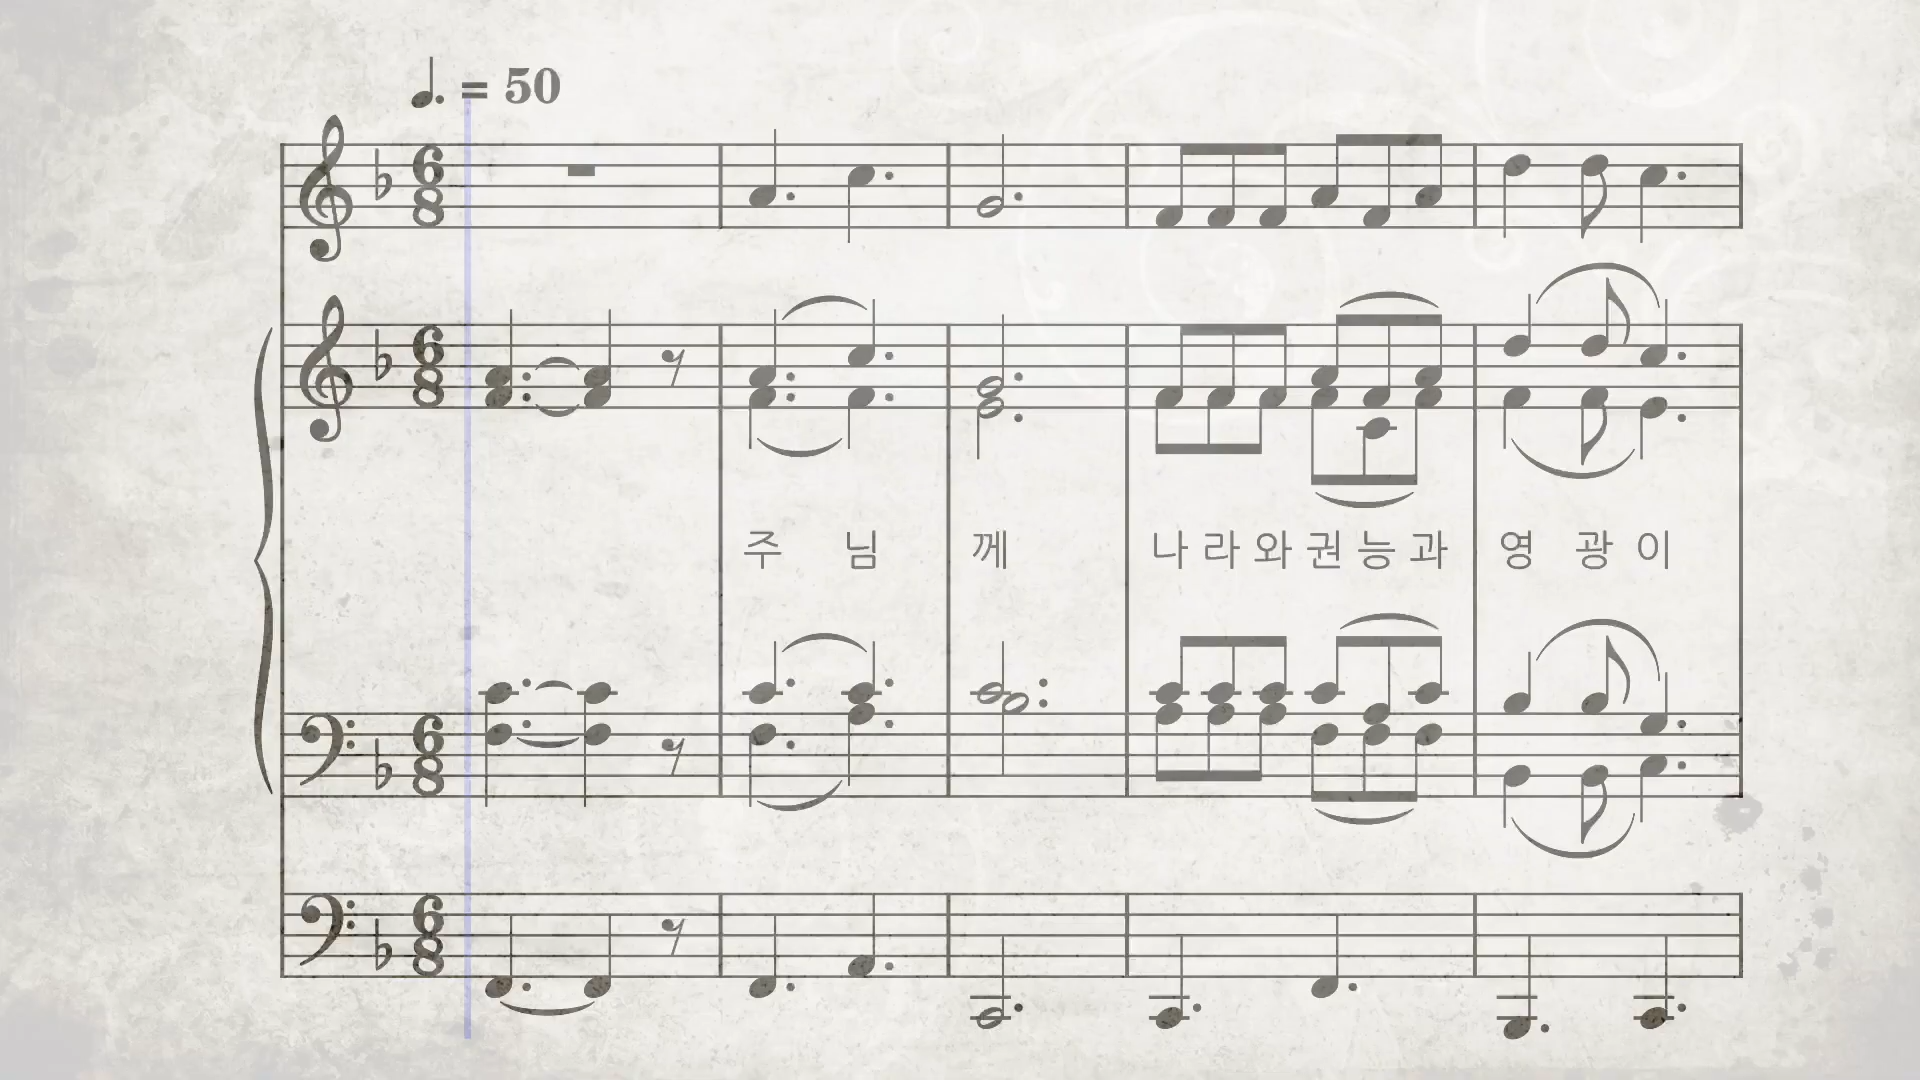 ♩. = 50
주 님 께 나 라 와 권 능 과 영 광 이